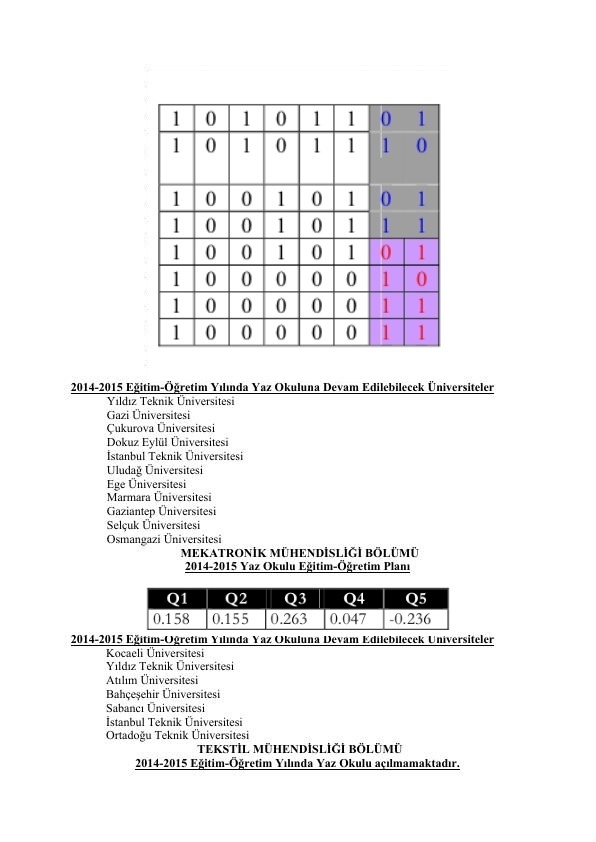 1 0 1 0 1 1 0 1
1 0 1 0 1 1 1 0
1 0 0 1 0 1 0 1
1 0 0 1 0 1 1 1
1 0 0 1 0 1 0 1
1 0 0 0 0 0 1 0
1 0 0 0 0 0 1 1
1 0 0 0 0 0 1 1
2014-2015 Eğitim-Öğretim Yılında Yaz Okuluna Devam Edilebilecek Üniversiteler
Yıldız Teknik Üniversitesi
Gazi Üniversitesi
Çukurova Üniversitesi
Dokuz Eylül Üniversitesi
İstanbul Teknik Üniversitesi
Uludağ Üniversitesi
Ege Üniversitesi
Marmara Üniversitesi
Gaziantep Üniversitesi
Selçuk Üniversitesi
Osmangazi Üniversitesi
MEKATRONİK MÜHENDİSLİĞİ BÖLÜMÜ
2014-2015 Yaz Okulu Eğitim-Öğretim Planı
Q1 Q2 Q3 Q4 Q5
0.158 0.155 0.263 0.047 -0.236
2014-2015 Eğitim-Öğretim Yılında Yaz Okuluna Devam Edilebilecek Üniversiteler
Kocaeli Üniversitesi
Yıldız Teknik Üniversitesi
Atılım Üniversitesi
Bahçeşehir Üniversitesi
Sabancı Üniversitesi
İstanbul Teknik Üniversitesi
Ortadoğu Teknik Üniversitesi
TEKSTİL MÜHENDİSLİĞİ BÖLÜMÜ
2014-2015 Eğitim-Öğretim Yılında Yaz Okulu açılmamaktadır.